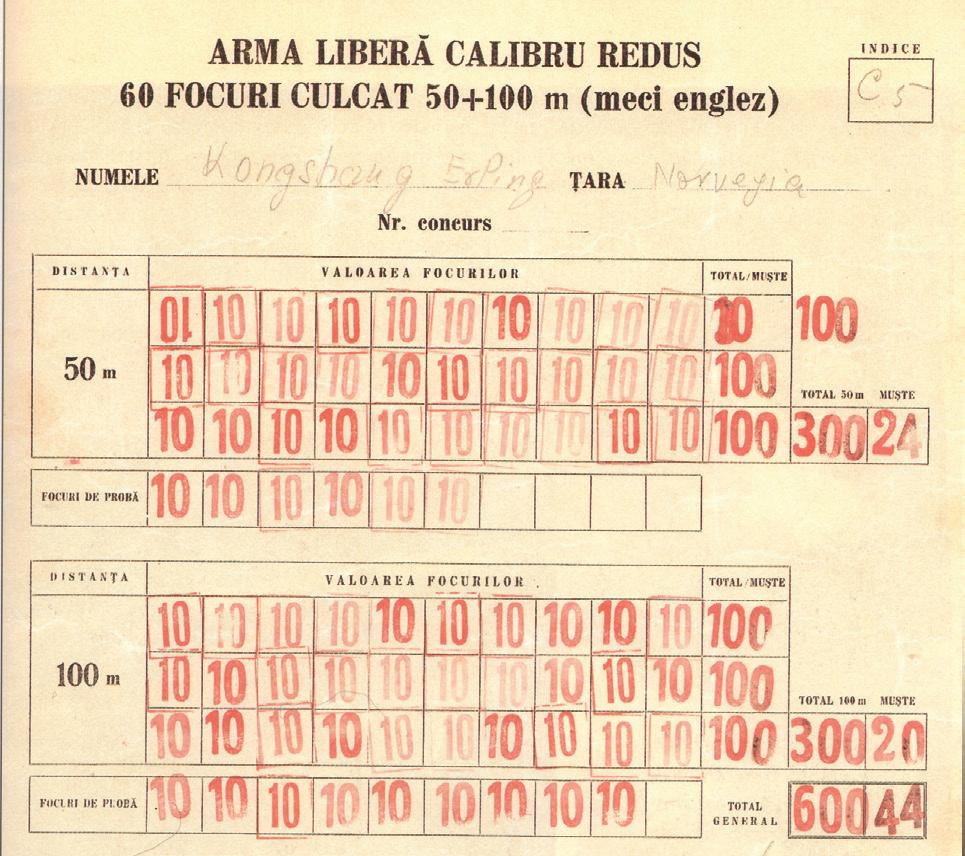 ARMA LIBERĂ CALIBRU REDUS
60 FOCURI CULCAT 50+100 m (meci englez)
INDICE
C 5
NUMELE Kongshaug Erling ȚARA Norvegia
Nr. concurs
DISTANȚA VALOAREA FOCURILOR TOTAL/MUȘTE
10 10 10 10 10 10 10 10 10 10 10 100
50 m 10 10 10 10 10 10 10 10 10 10 100
TOTAL 50 m MUȘTE
10 10 10 10 10 10 10 10 10 10 100 300 24
FOCURI DE PROBĂ 10 10 10 10 10 10
DISTANȚA VALOAREA FOCURILOR TOTAL/MUȘTE
10 10 10 10 10 10 10 10 10 10 100
100 m 10 10 10 10 10 10 10 10 10 10 100
TOTAL 100 m MUȘTE
10 10 10 10 10 10 10 10 10 10 100 300 20
FOCURI DE PROBĂ 10 10 10 10 10 10 10 10 10 TOTAL GENERAL 600 44